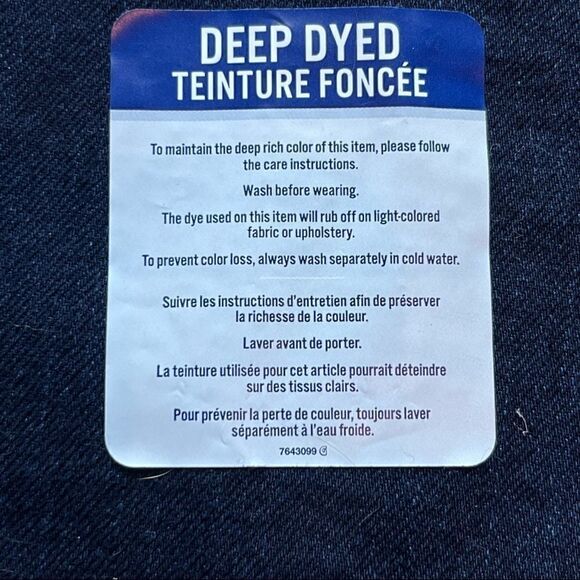 DEEP DYED
TEINTURE FONCÉE
To maintain the deep rich color of this item, please follow
the care instructions.
Wash before wearing.
The dye used on this item will rub off on light-colored
fabric or upholstery.
To prevent color loss, always wash separately in cold water.
Suivre les instructions d'entretien afin de préserver
la richesse de la couleur.
Laver avant de porter.
La teinture utilisée pour cet article pourrait déteindre
sur des tissus clairs.
Pour prévenir la perte de couleur, toujours laver
séparément à l'eau froide.
7643099